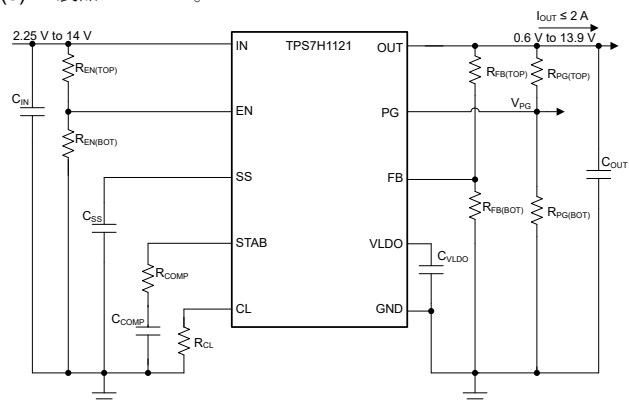 2.25 V to 14 V
IN
TPS7H1121
OUT
I_OUT ≤ 2 A
0.6 V to 13.9 V
R_EN(TOP)
R_FB(TOP)
R_PG(TOP)
C_IN
EN
PG
V_PG
R_EN(BOT)
C_OUT
SS
FB
C_SS
R_FB(BOT)
R_PG(BOT)
STAB
VLDO
C_VLDO
R_COMP
CL
GND
C_COMP
R_CL